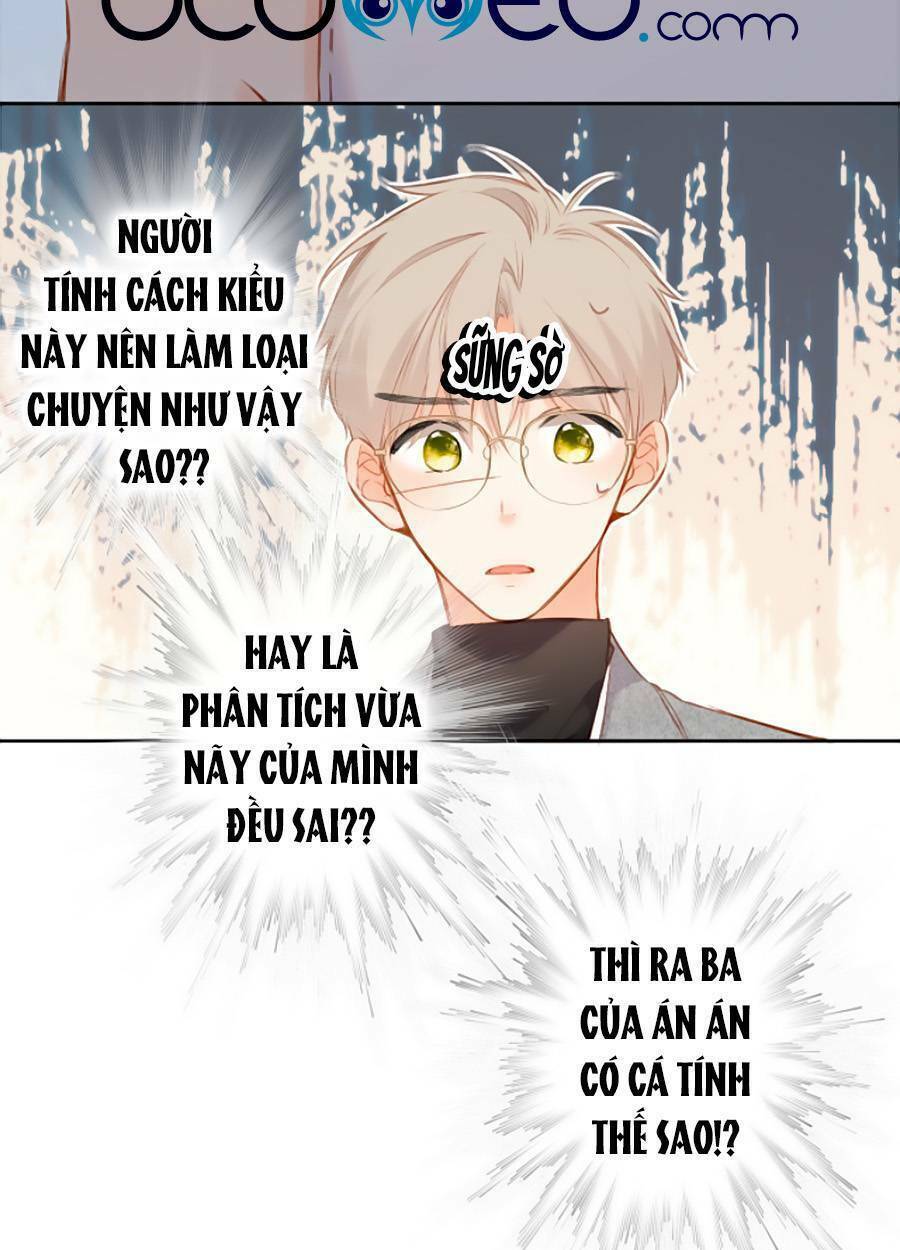 ocomeo.com
NGƯỜI
TÍNH CÁCH KIỂU
NÀY NÊN LÀM LOẠI
CHUYỆN NHƯ VẬY
SAO??
SỮNG SỜ
HAY LÀ
PHÂN TÍCH VỪA
NÃY CỦA MÌNH
ĐỀU SAI??
THÌ RA BA
CỦA ÁN ÁN
CÓ CÁ TÍNH
THẾ SAO!?